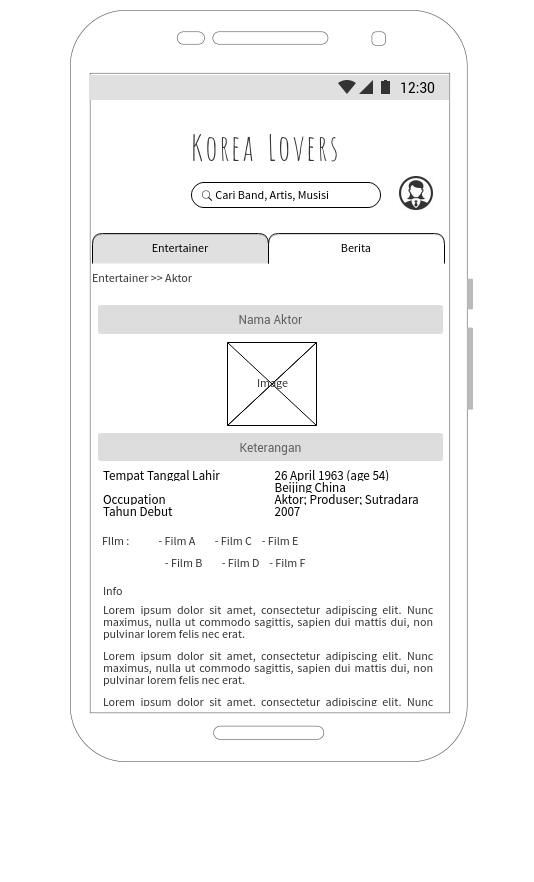 12:30
Korea Lovers
Cari Band, Artis, Musisi
Entertainer Berita
Entertainer >> Aktor
Nama Aktor
Image
Keterangan
Tempat Tanggal Lahir 26 April 1963 (age 54)
Beijing China
Occupation Aktor; Produser; Sutradara
Tahun Debut 2007
FIlm : - Film A - Film C - Film E
- Film B - Film D - Film F
Info
Lorem ipsum dolor sit amet, consectetur adipiscing elit. Nunc
maximus, nulla ut commodo sagittis, sapien dui mattis dui, non
pulvinar lorem felis nec erat.
Lorem ipsum dolor sit amet, consectetur adipiscing elit. Nunc
maximus, nulla ut commodo sagittis, sapien dui mattis dui, non
pulvinar lorem felis nec erat.
Lorem ipsum dolor sit amet, consectetur adipiscing elit. Nunc